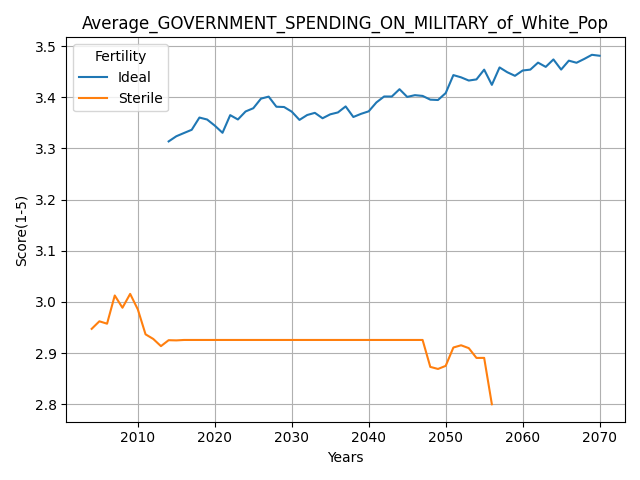 Average_GOVERNMENT_SPENDING_ON_MILITARY_of_White_Pop
Fertility
Ideal
Sterile
Score(1-5)
3.5
3.4
3.3
3.2
3.1
3.0
2.9
2.8
2010 2020 2030 2040 2050 2060 2070
Years